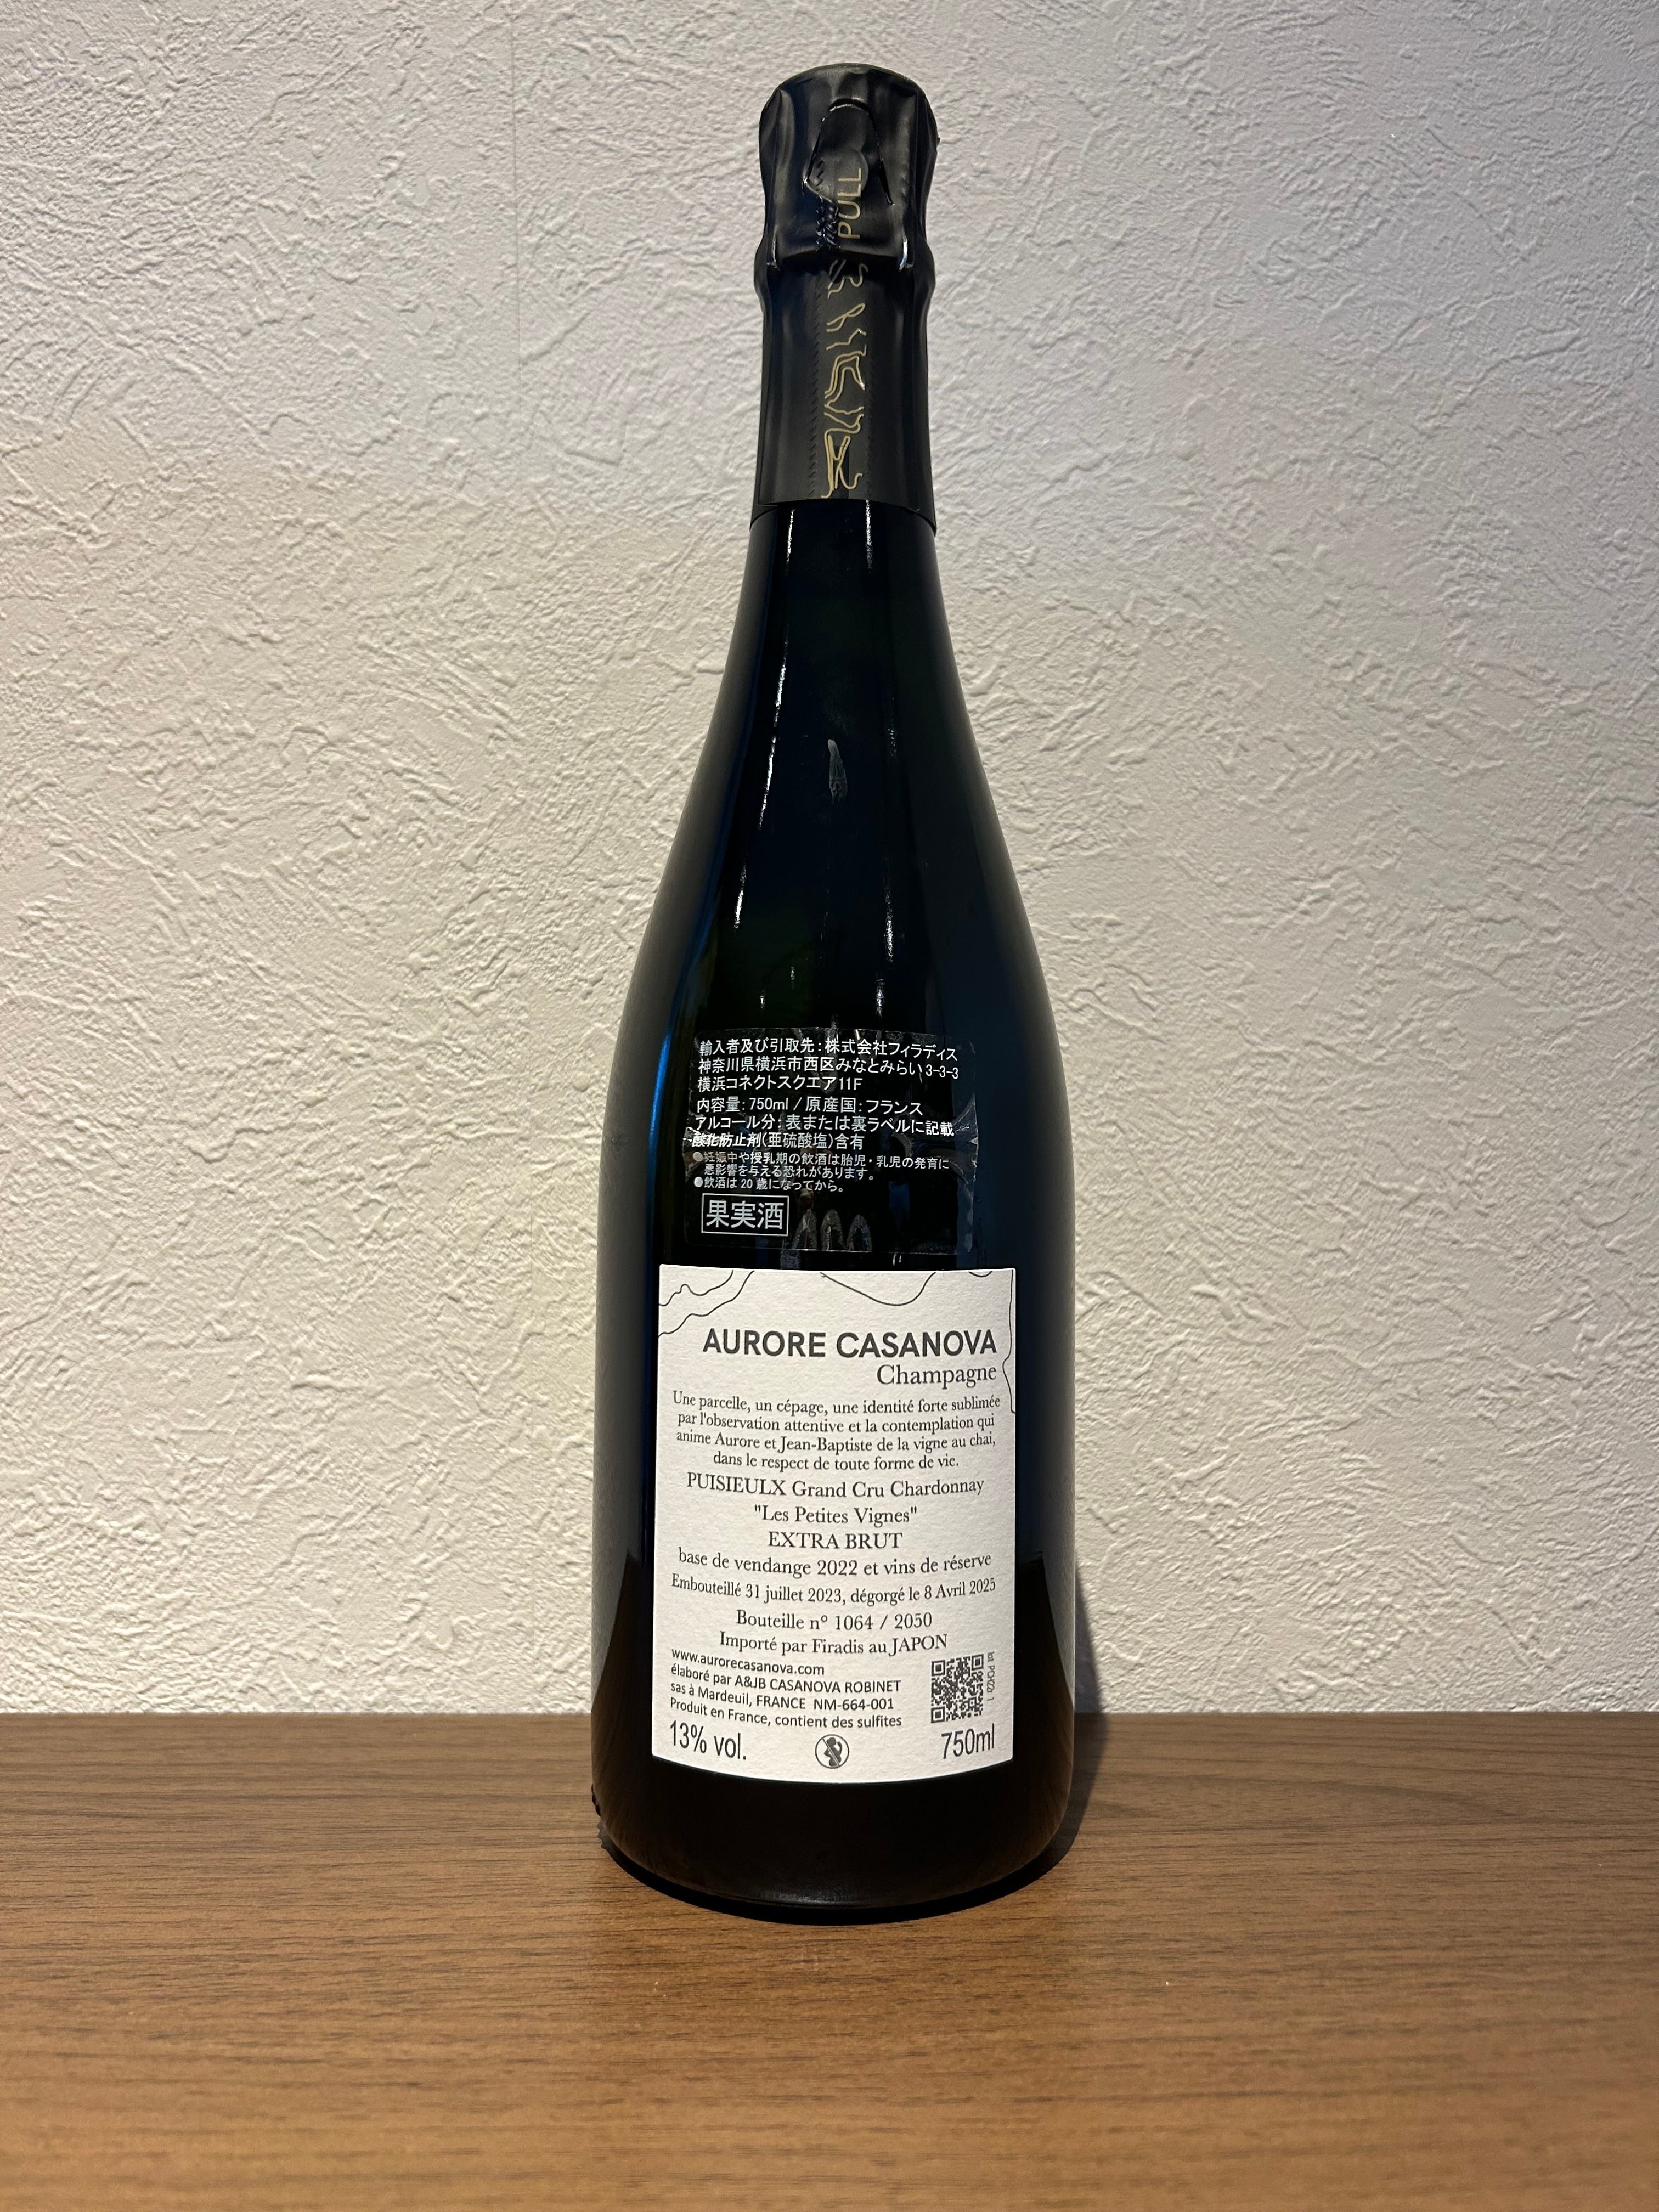 PULL
輸入者及び引取先：株式会社フィラディス
神奈川県横浜市西区みなとみらい3-3-3
横浜コネクトスクエア11F
内容量：750ml / 原産国：フランス
アルコール分：表または裏ラベルに記載
酸化防止剤(亜硫酸塩)含有
●妊娠中や授乳期の飲酒は胎児・乳児の発育に
悪影響を与える恐れがあります。
●飲酒は20歳になってから。
果実酒
AURORE CASANOVA
Champagne
Une parcelle, un cépage, une identité forte sublimée
par l'observation attentive et la contemplation qui
anime Aurore et Jean-Baptiste de la vigne au chai,
dans le respect de toute forme de vie.
PUISIEULX Grand Cru Chardonnay
"Les Petites Vignes"
EXTRA BRUT
base de vendange 2022 et vins de réserve
Embouteillé 31 juillet 2023, dégorgé le 8 Avril 2025
Bouteille n° 1064 / 2050
Importé par Firadis au JAPON
www.aurorecasanova.com
élaboré par A&JB CASANOVA ROBINET
sas à Mardeuil, FRANCE NM-664-001
Produit en France, contient des sulfites
13% vol.
750ml